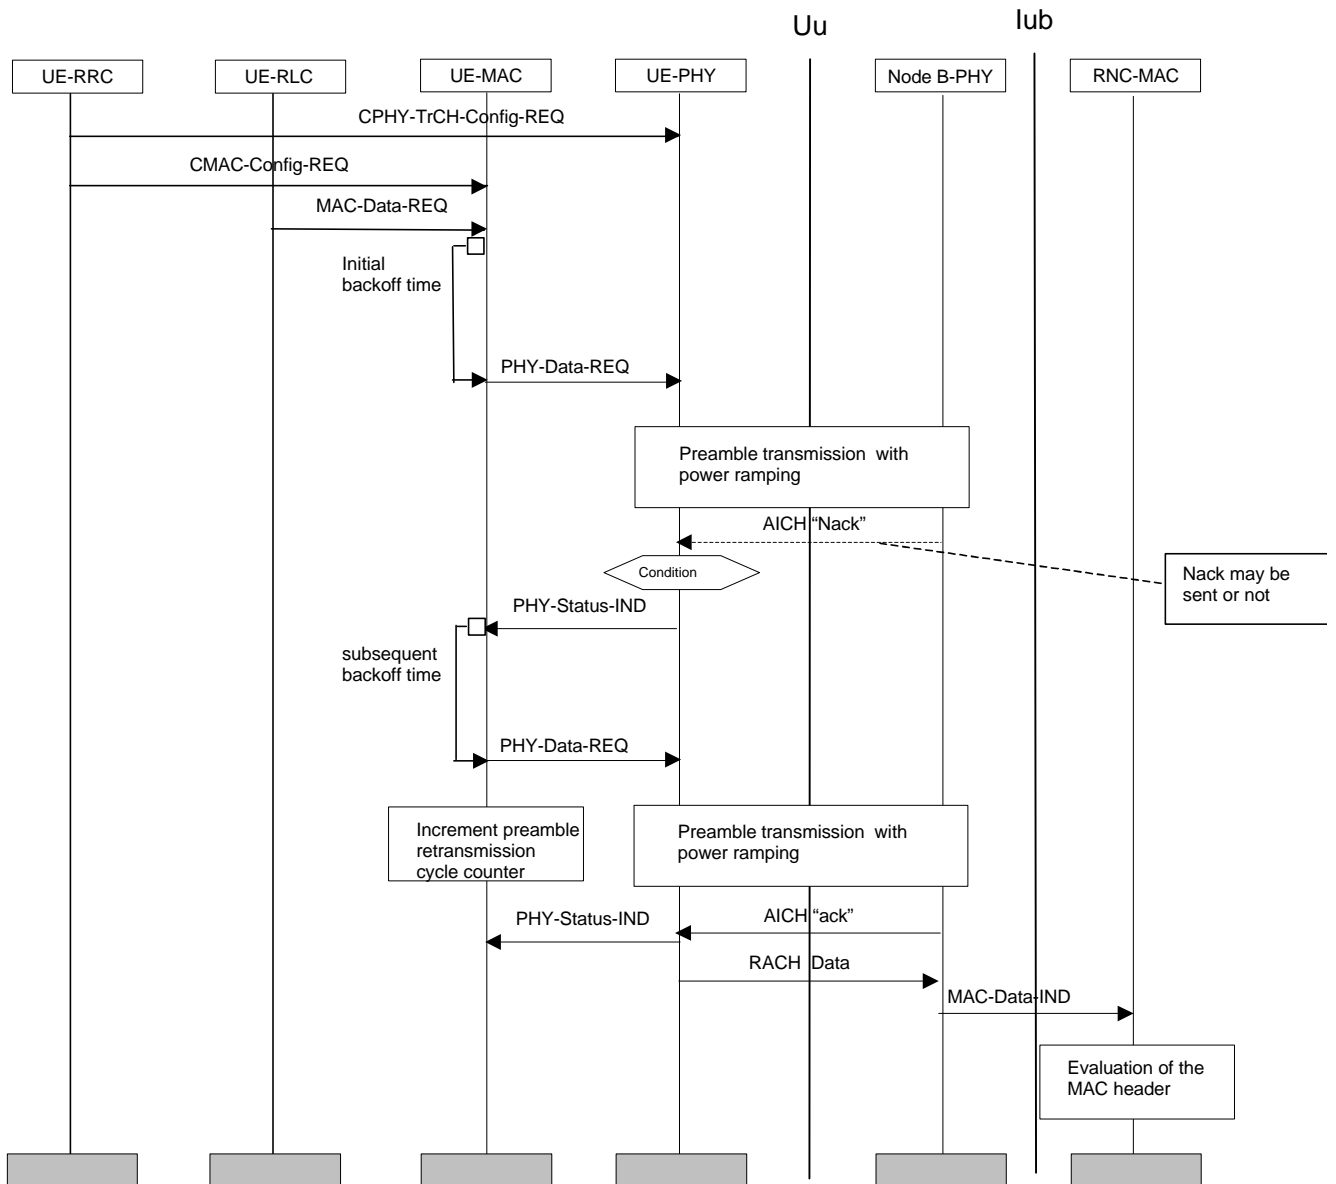 Uu
Iub
UE-RRC
UE-RLC
UE-MAC
UE-PHY
Node B-PHY
RNC-MAC
CPHY-TrCH-Config-REQ
CMAC-Config-REQ
MAC-Data-REQ
Initial
backoff time
PHY-Data-REQ
Preamble transmission with
power ramping
AICH “Nack”
Condition
Nack may be
sent or not
PHY-Status-IND
subsequent
backoff time
PHY-Data-REQ
Increment preamble
retransmission
cycle counter
Preamble transmission with
power ramping
PHY-Status-IND
AICH “ack”
RACH Data
MAC-Data-IND
Evaluation of the
MAC header